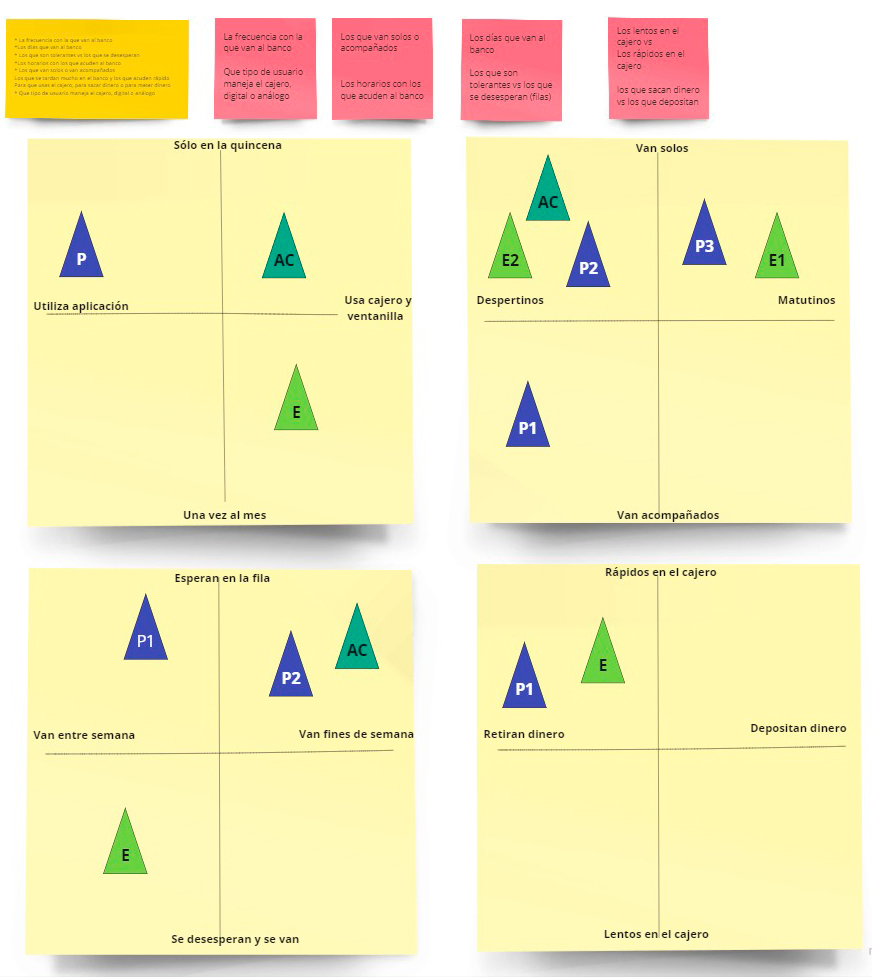 * La frecuencia con la que van al banco
*Los días que van al banco
* Los que son tolerantes vs los que se desesperan
*Los horarios con los que acuden al banco
* Los que van solos o van acompañados
Los que se tardan mucho en el banco y los que acuden rápido
Para que usas el cajero, para sacar dinero o para meter dinero
* Que tipo de usuario maneja el cajero, digital o análogo
La frecuencia con la
que van al banco
Que tipo de usuario
maneja el cajero,
digital o análogo
Los que van solos o
acompañados
Los horarios con los
que acuden al banco
Los días que van al
banco
Los que son
tolerantes vs los que
se desesperan (filas)
Los lentos en el
cajero vs
Los rápidos en el
cajero
los que sacan dinero
vs los que depositan
Sólo en la quincena
P
AC
Utiliza aplicación
Usa cajero y
ventanilla
E
Una vez al mes
Van solos
AC
E2
P2
P3
E1
Despertinos
Matutinos
P1
Van acompañados
Esperan en la fila
P1
P2
AC
Van entre semana
Van fines de semana
E
Se desesperan y se van
Rápidos en el cajero
P1
E
Retiran dinero
Depositan dinero
Lentos en el cajero